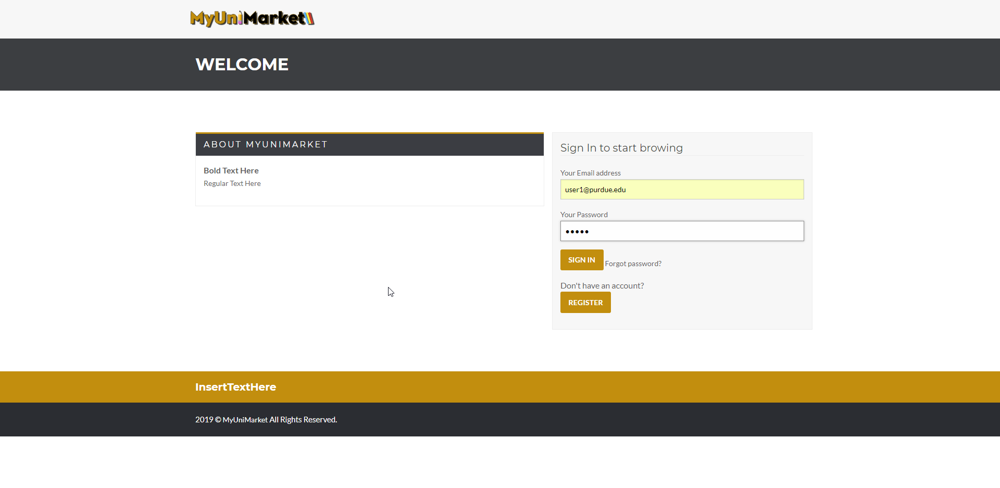 MyUniMarket
WELCOME
ABOUT MYUNIMARKET
Bold Text Here
Regular Text Here
Sign In to start browing
Your Email address
user1@purdue.edu
Your Password
•••••
SIGN IN Forgot password?
Don't have an account?
REGISTER
InsertTextHere
2019 © MyUniMarket All Rights Reserved.